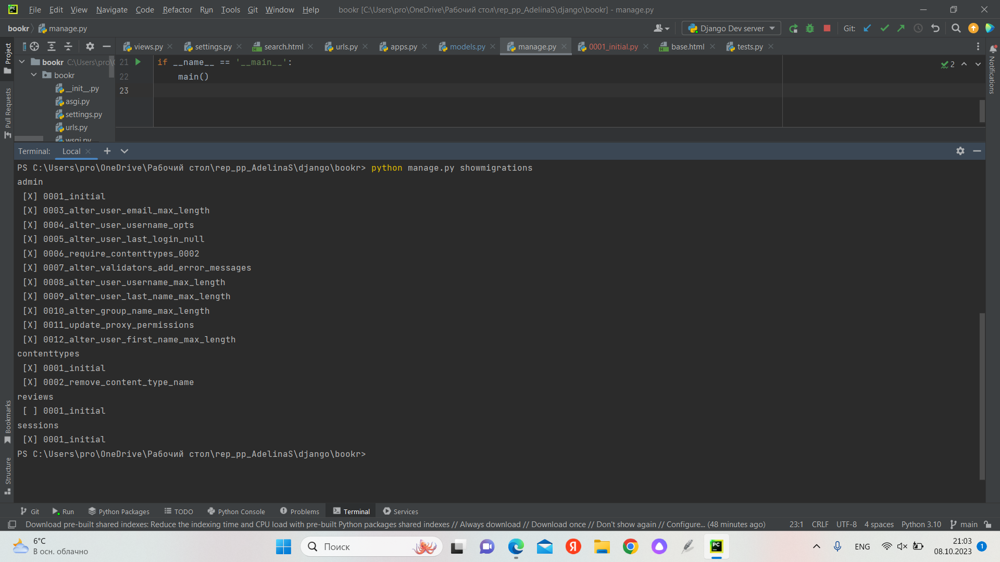 File Edit View Navigate Code Refactor Run Tools Git Window Help bookr [C:\Users\pro\OneDrive\Рабочий стол\rep_pp_AdelinaS\django\bookr] - manage.py
bookr manage.py Django Dev server Git:
views.py settings.py search.html urls.py apps.py models.py manage.py 0001_initial.py base.html tests.py
Project
Pull Requests
Bookmarks
Structure
Notifications
bookr C:\Users\pro\
bookr
__init__.py
asgi.py
settings.py
urls.py
wsgi.py
21 if __name__ == '__main__':
22 main()
23
2
Terminal: Local
PS C:\Users\pro\OneDrive\Рабочий стол\rep_pp_AdelinaS\django\bookr> python manage.py showmigrations
admin
[X] 0001_initial
[X] 0003_alter_user_email_max_length
[X] 0004_alter_user_username_opts
[X] 0005_alter_user_last_login_null
[X] 0006_require_contenttypes_0002
[X] 0007_alter_validators_add_error_messages
[X] 0008_alter_user_username_max_length
[X] 0009_alter_user_last_name_max_length
[X] 0010_alter_group_name_max_length
[X] 0011_update_proxy_permissions
[X] 0012_alter_user_first_name_max_length
contenttypes
[X] 0001_initial
[X] 0002_remove_content_type_name
reviews
[ ] 0001_initial
sessions
[X] 0001_initial
PS C:\Users\pro\OneDrive\Рабочий стол\rep_pp_AdelinaS\django\bookr>
Git Run Python Packages TODO Python Console Problems Terminal Services
Download pre-built shared indexes: Reduce the indexing time and CPU load with pre-built Python packages shared indexes // Always download // Download once // Don't show again // Configure... (48 minutes ago) 23:1 CRLF UTF-8 4 spaces Python 3.10 main
6°C
В осн. облачно
Поиск
ENG
21:03
08.10.2023
1